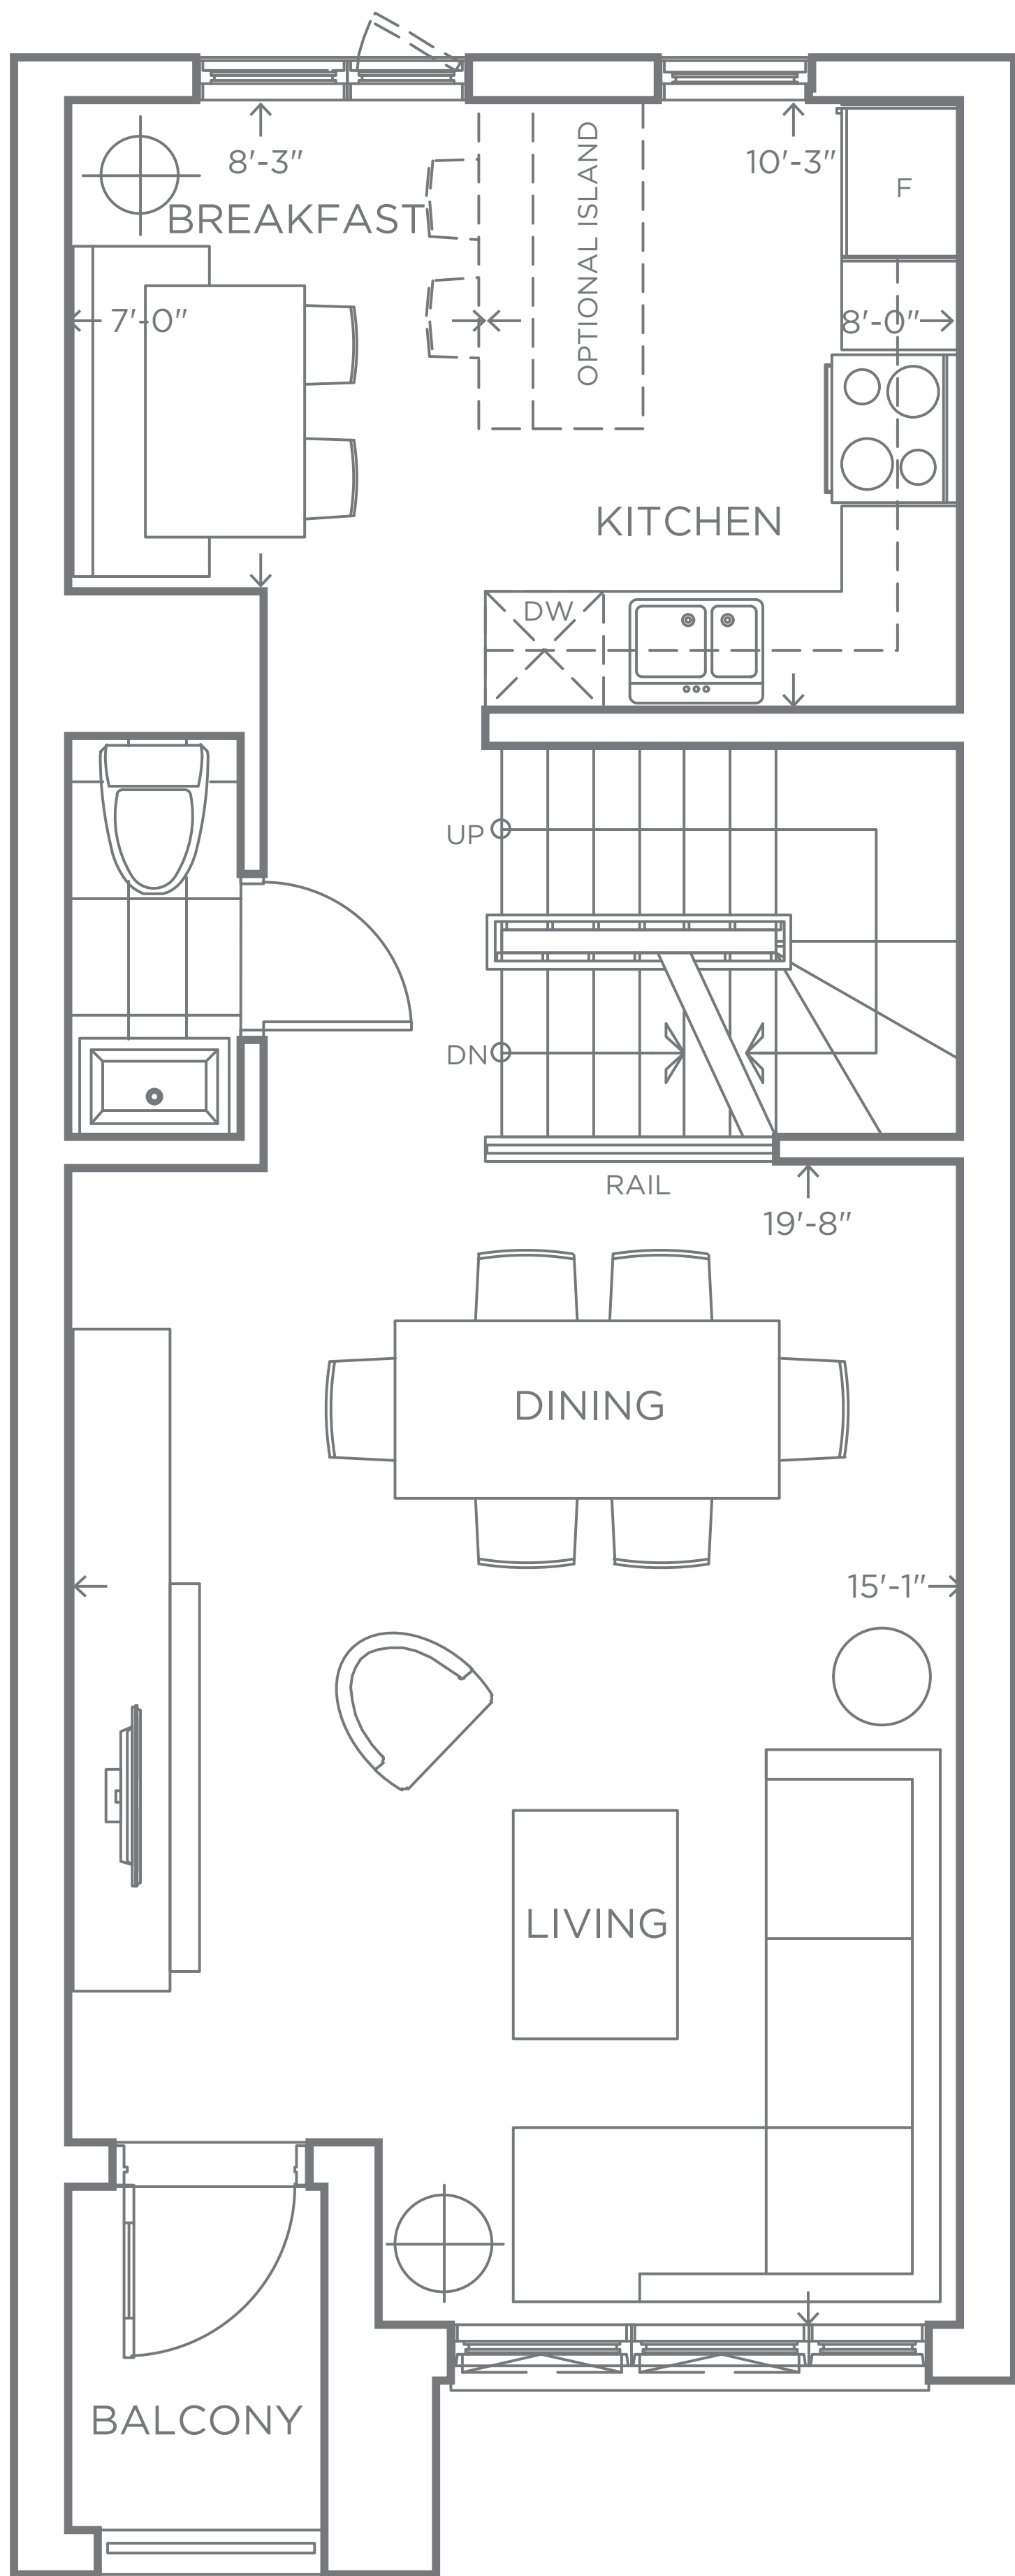 8'-3"
10'-3"
F
BREAKFAST
OPTIONAL ISLAND
7'-0"
8'-0"
KITCHEN
DW
UP
DN
RAIL
19'-8"
DINING
15'-1"
LIVING
BALCONY